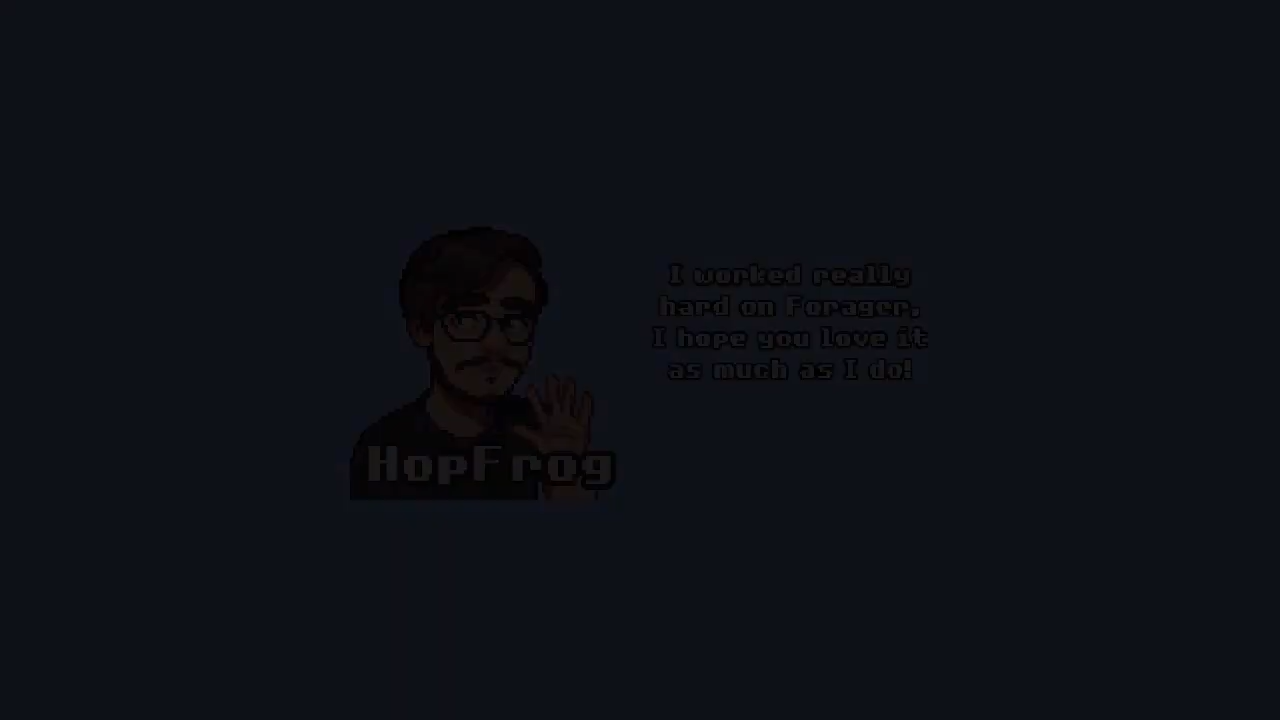 I worked really
hard on Forager,
I hope you love it
as much as I do!
HopFrog